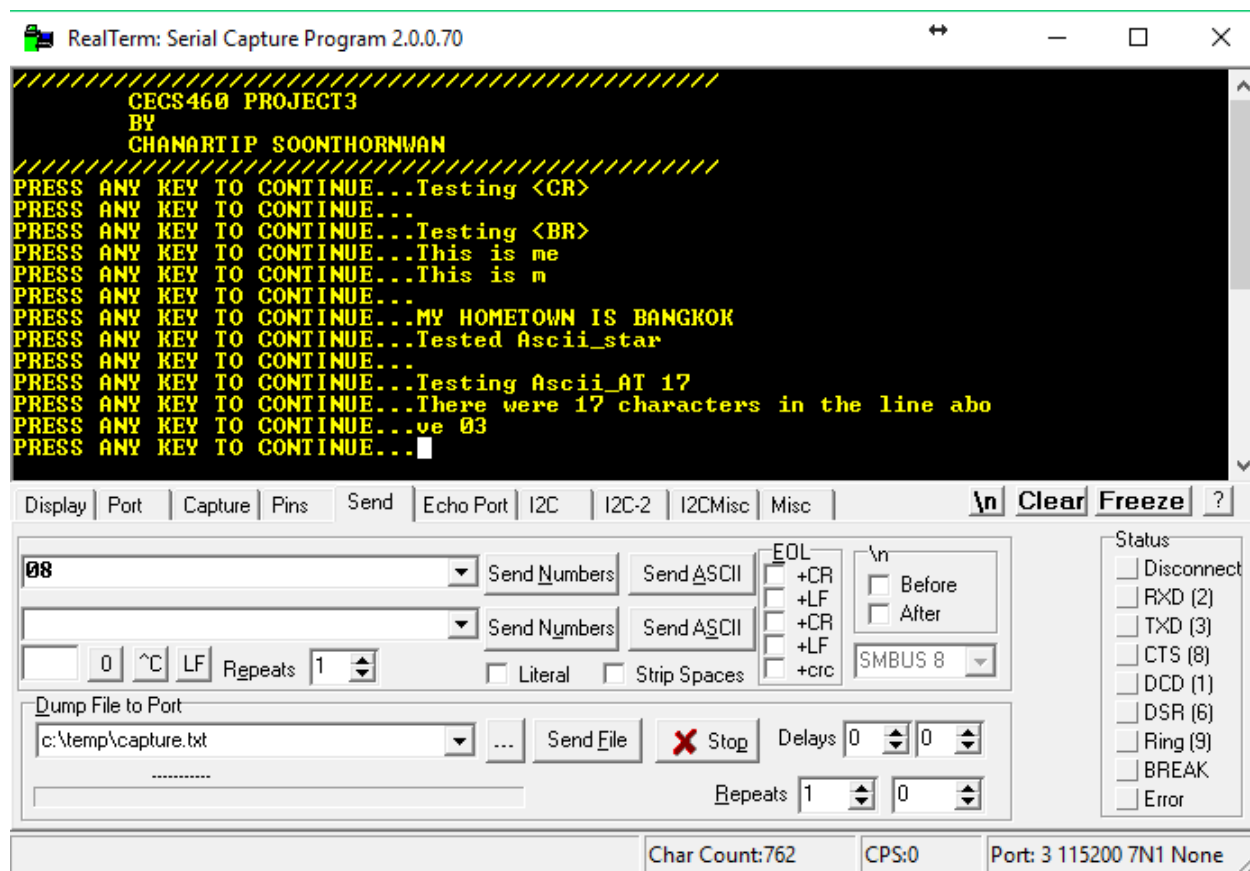 RealTerm: Serial Capture Program 2.0.0.70
/////////////////////////////////////////////////
CECS460 PROJECT3
BY
CHANARTIP SOONTHORNWAN
/////////////////////////////////////////////////
PRESS ANY KEY TO CONTINUE...Testing <CR>
PRESS ANY KEY TO CONTINUE...
PRESS ANY KEY TO CONTINUE...Testing <BR>
PRESS ANY KEY TO CONTINUE...This is me
PRESS ANY KEY TO CONTINUE...This is m
PRESS ANY KEY TO CONTINUE...
PRESS ANY KEY TO CONTINUE...MY HOMETOWN IS BANGKOK
PRESS ANY KEY TO CONTINUE...Tested Ascii_star
PRESS ANY KEY TO CONTINUE...
PRESS ANY KEY TO CONTINUE...Testing Ascii_AT 17
PRESS ANY KEY TO CONTINUE...There were 17 characters in the line abo
PRESS ANY KEY TO CONTINUE...ve 03
PRESS ANY KEY TO CONTINUE...
Display Port Capture Pins Send Echo Port I2C I2C-2 I2CMisc Misc \n Clear Freeze ?
08 Send Numbers Send ASCII
Send Numbers Send ASCII
0 ^C LF Repeats 1 Literal Strip Spaces
EOL
+CR
+LF
+CR
+LF
+crc
\n
Before
After
SMBUS 8
Dump File to Port
c:\temp\capture.txt ... Send File Stop Delays 0 0
-----------
Repeats 1 0
Status
Disconnect
RXD (2)
TXD (3)
CTS (8)
DCD (1)
DSR (6)
Ring (9)
BREAK
Error
Char Count:762 CPS:0 Port: 3 115200 7N1 None